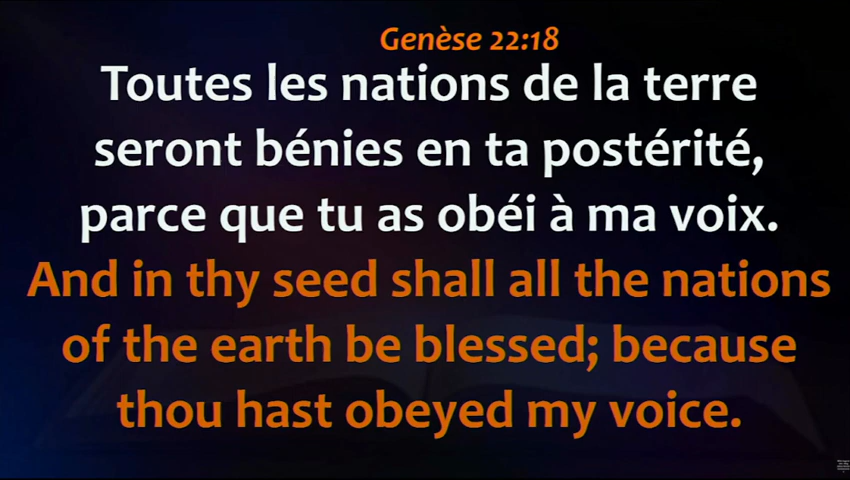 Genèse 22:18
Toutes les nations de la terre
seront bénies en ta postérité,
parce que tu as obéi à ma voix.
And in thy seed shall all the nations
of the earth be blessed; because
thou hast obeyed my voice.